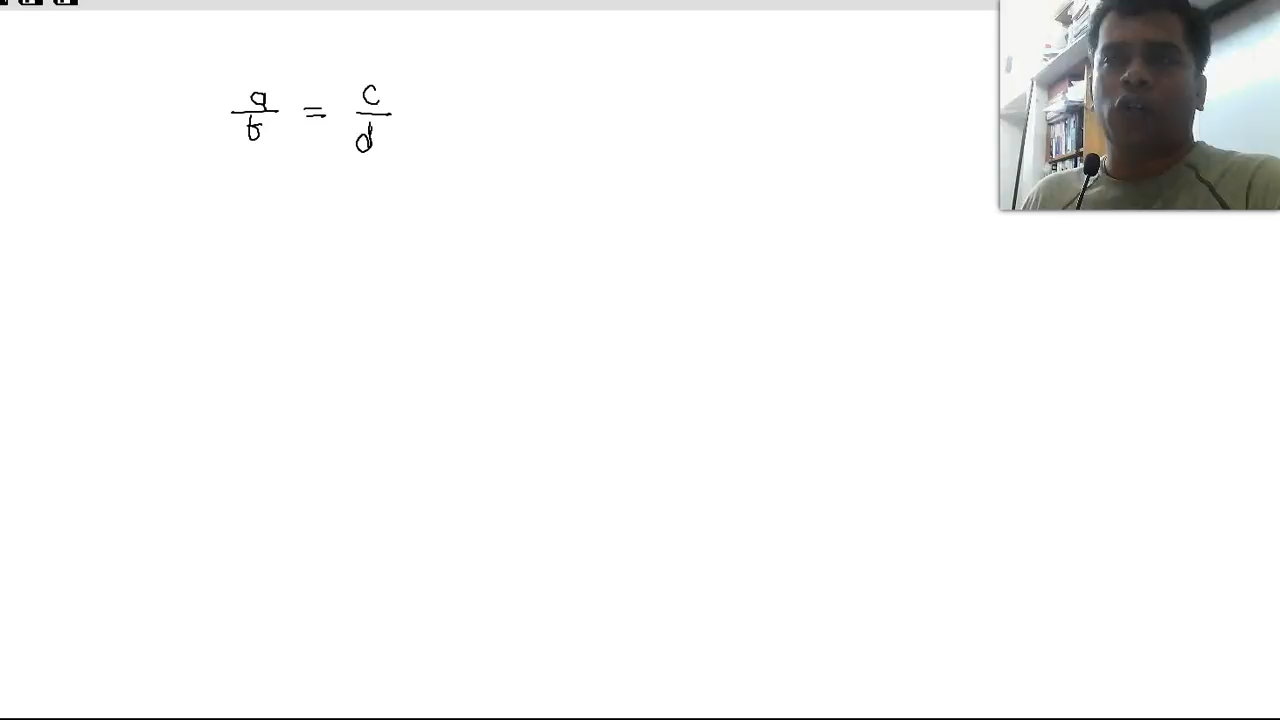 a/b = c/d